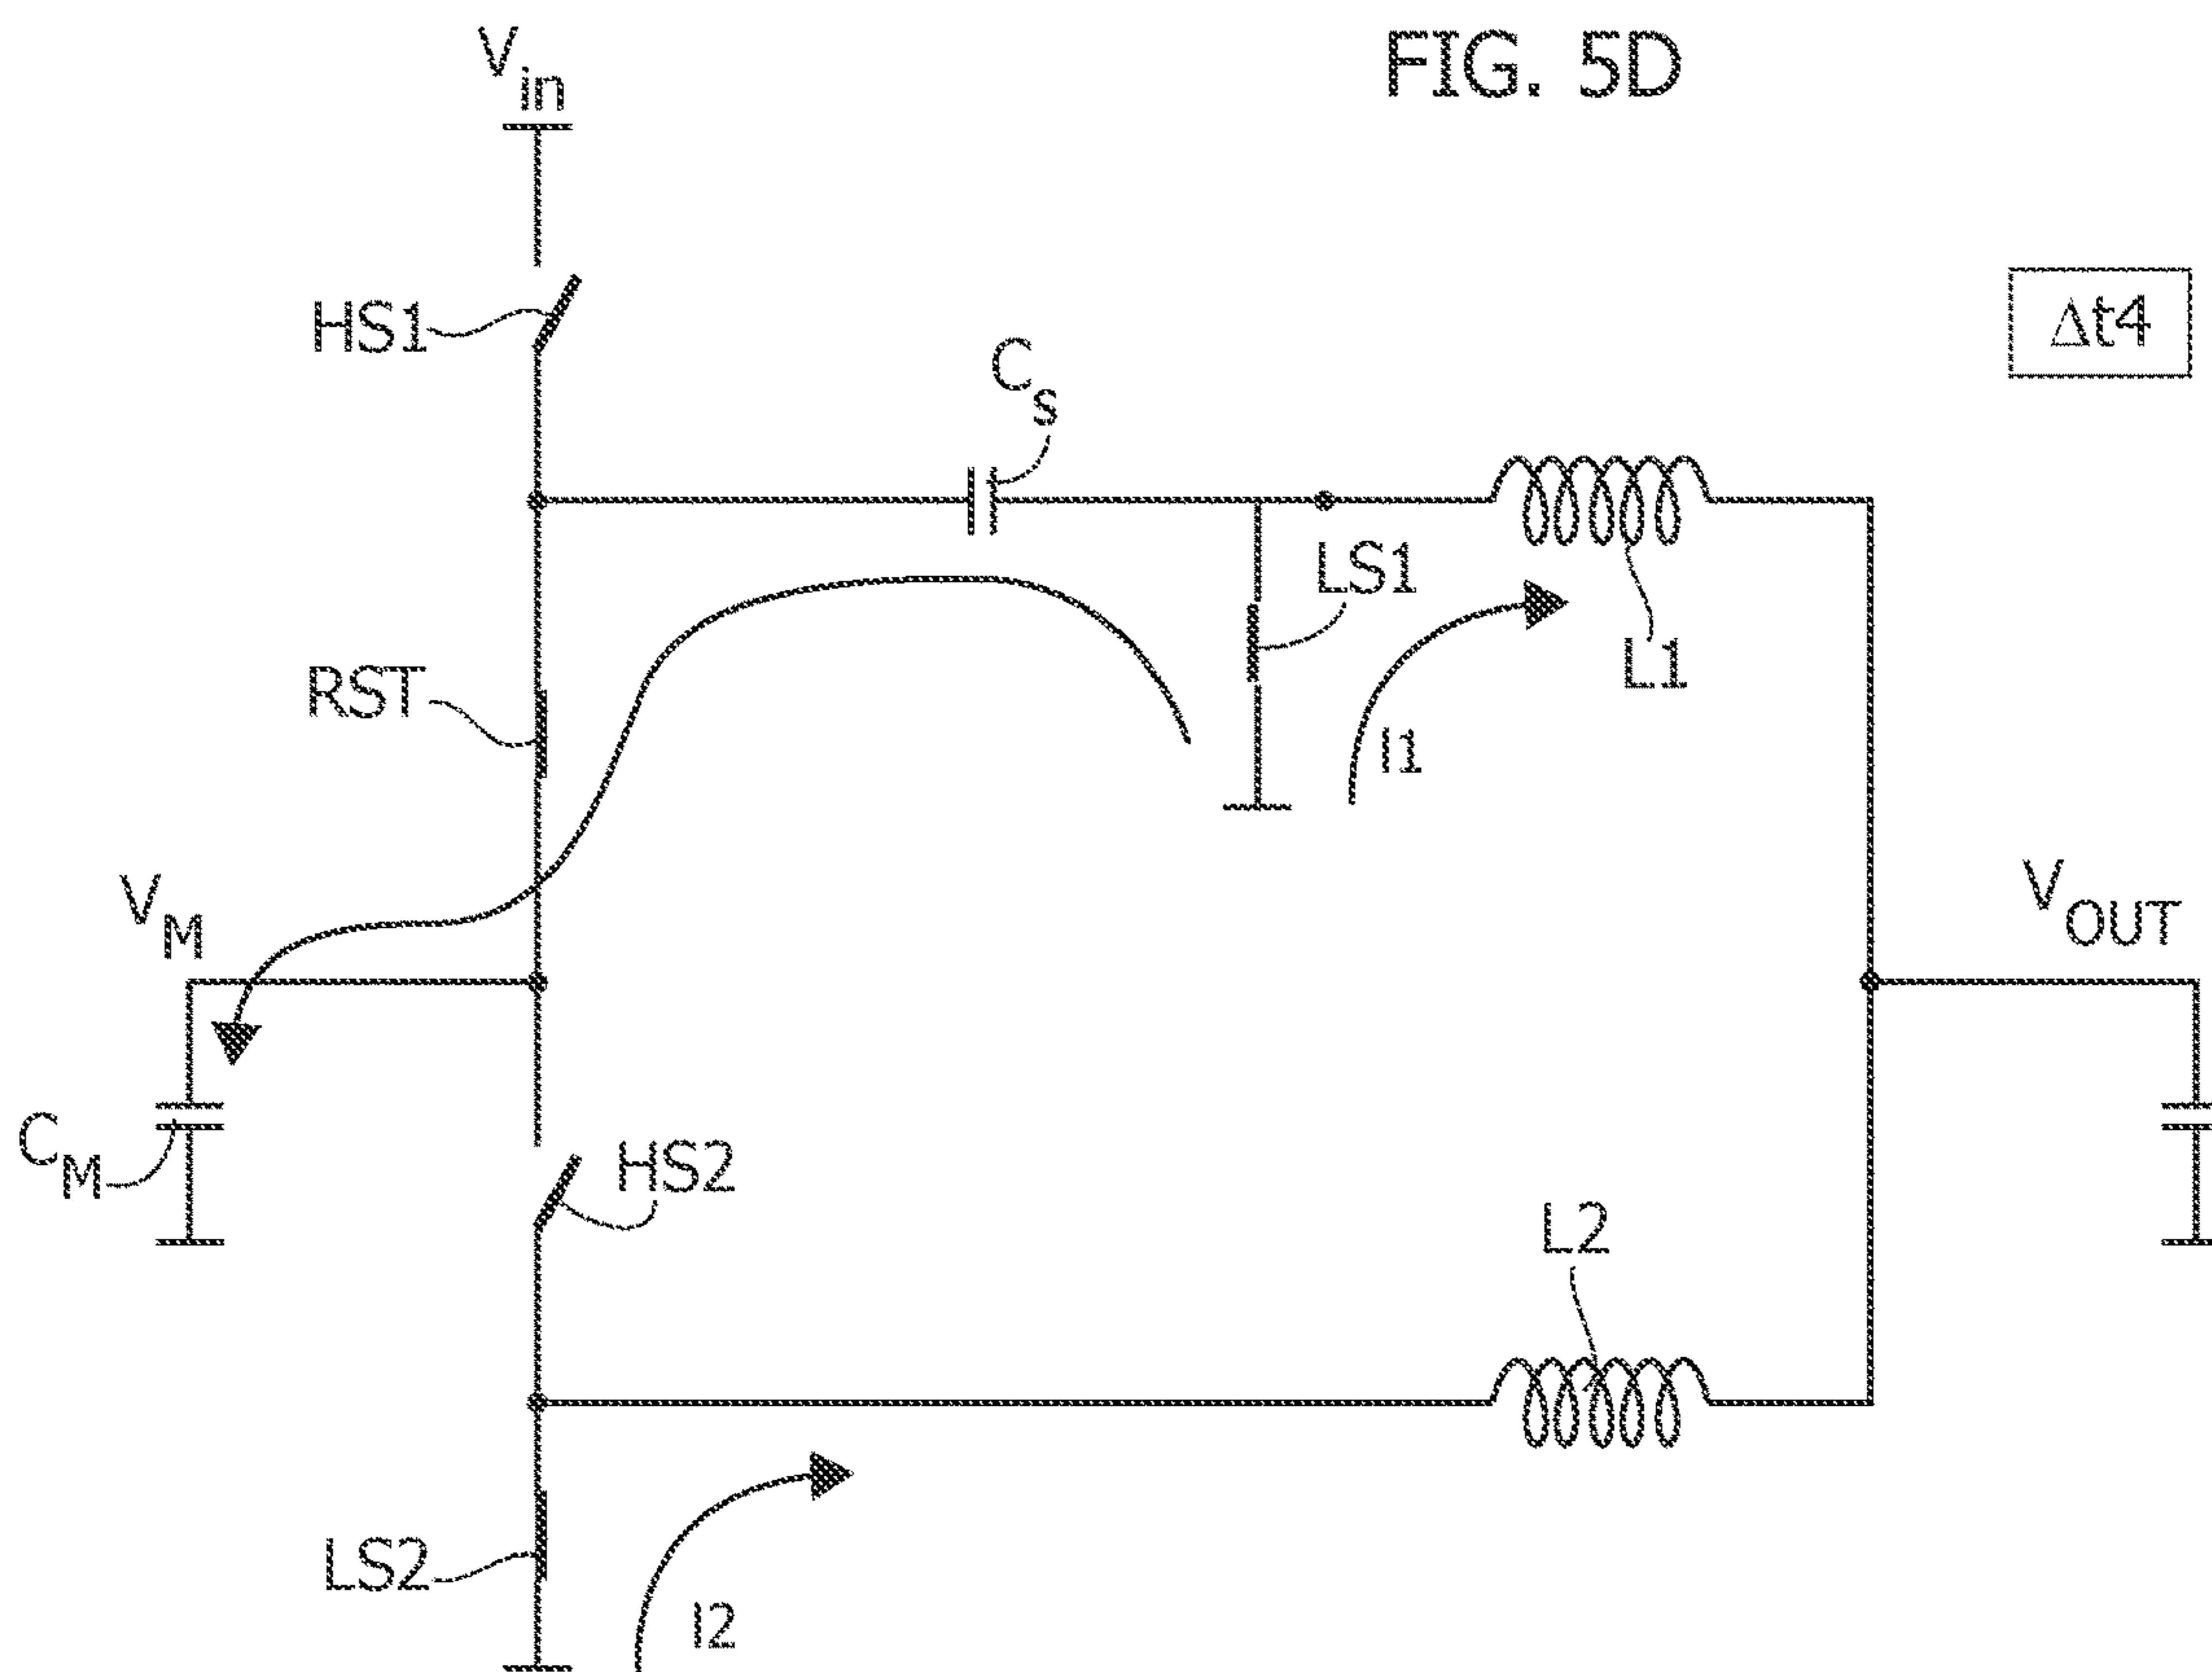 FIG. 5D
Vin
HS1
Δt4
Cs
LS1
L1
RST
I1
VM
VOUT
CM
HS2
L2
LS2
I2